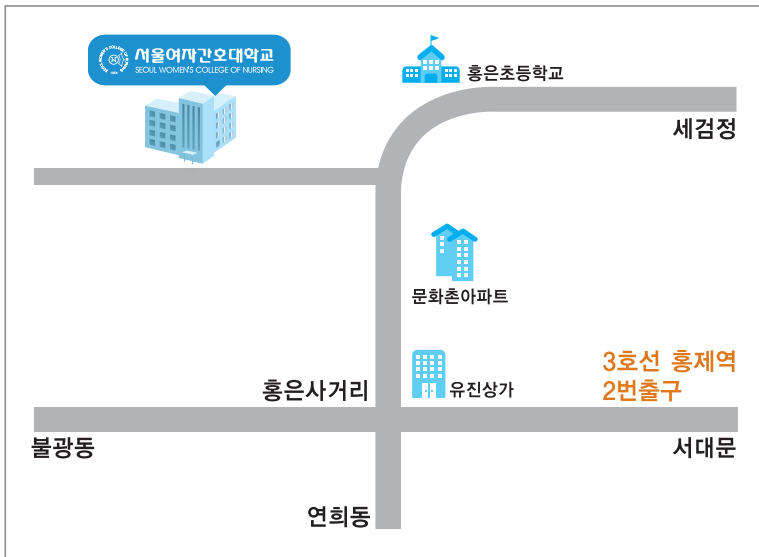 서울여자간호대학교
SEOUL WOMEN'S COLLEGE OF NURSING
홍은초등학교
세검정
문화촌아파트
3호선 홍제역
2번출구
홍은사거리
유진상가
불광동
서대문
연희동